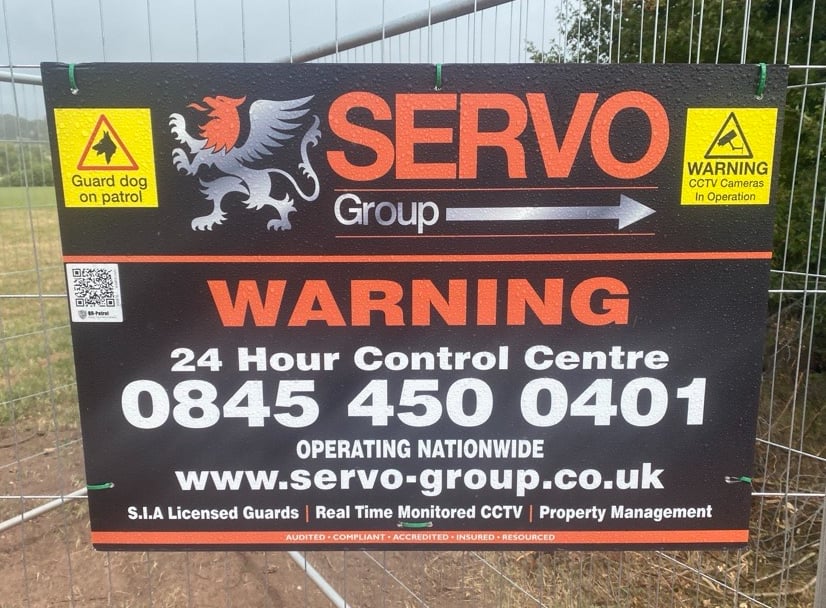 SERVO
Group
Guard dog
on patrol
WARNING
CCTV Cameras
In Operation
QR-Patrol
WARNING
24 Hour Control Centre
0845 450 0401
OPERATING NATIONWIDE
www.servo-group.co.uk
S.I.A Licensed Guards | Real Time Monitored CCTV | Property Management
AUDITED • COMPLIANT • ACCREDITED • INSURED • RESOURCED